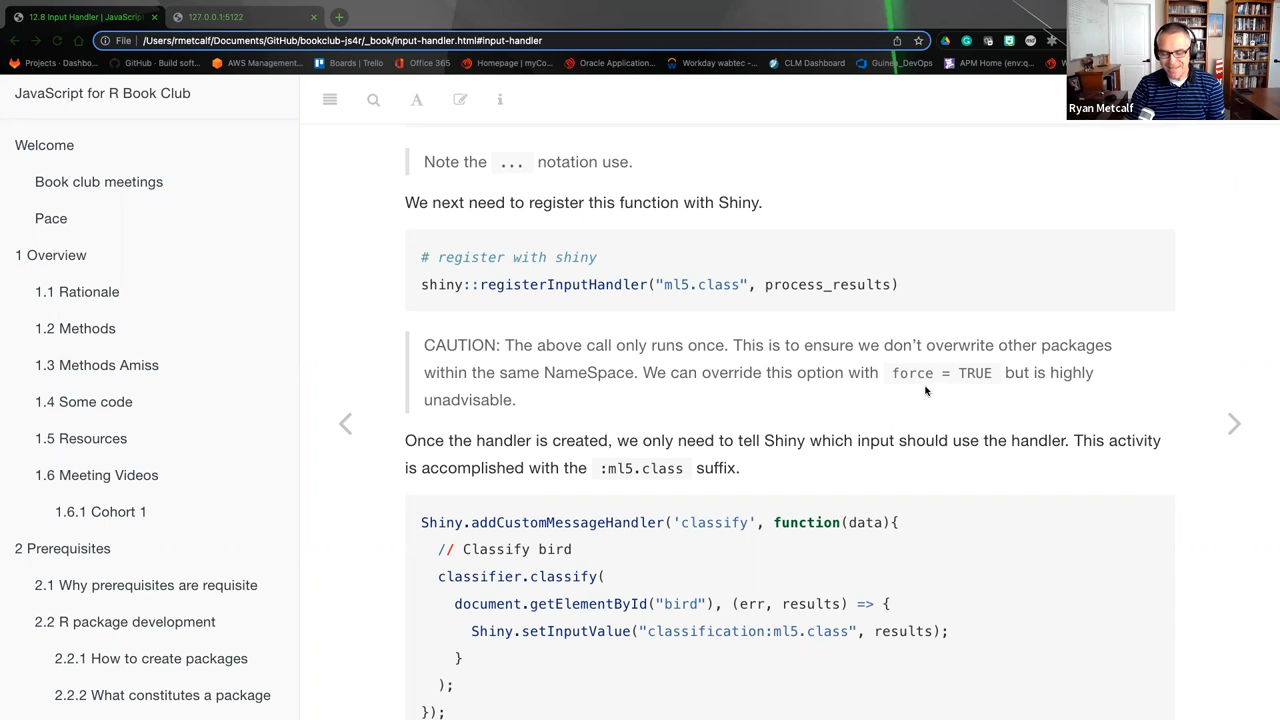 12.8 Input Handler | JavaScrip
127.0.0.1:5122
File /Users/rmetcalf/Documents/GitHub/bookclub-js4r/_book/input-handler.html#input-handler
Projects · Dashbo... GitHub · Build soft... AWS Management... Boards | Trello Office 365 Homepage | myCo... Oracle Application... Workday wabtec -... CLM Dashboard Guinea_DevOps APM Home (env:q...
Ryan Metcalf
JavaScript for R Book Club
Welcome
Book club meetings
Pace
1 Overview
1.1 Rationale
1.2 Methods
1.3 Methods Amiss
1.4 Some code
1.5 Resources
1.6 Meeting Videos
1.6.1 Cohort 1
2 Prerequisites
2.1 Why prerequisites are requisite
2.2 R package development
2.2.1 How to create packages
2.2.2 What constitutes a package
Note the ... notation use.
We next need to register this function with Shiny.
# register with shiny
shiny::registerInputHandler("ml5.class", process_results)
CAUTION: The above call only runs once. This is to ensure we don’t overwrite other packages
within the same NameSpace. We can override this option with force = TRUE but is highly
unadvisable.
Once the handler is created, we only need to tell Shiny which input should use the handler. This activity
is accomplished with the :ml5.class suffix.
Shiny.addCustomMessageHandler('classify', function(data){
// Classify bird
classifier.classify(
document.getElementById("bird"), (err, results) => {
Shiny.setInputValue("classification:ml5.class", results);
}
);
});